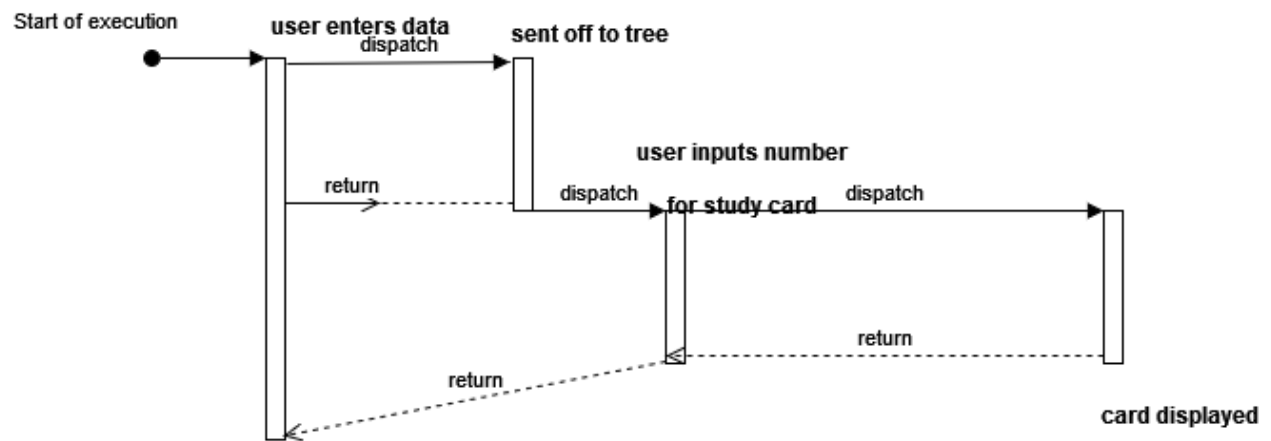 Start of execution
user enters data
dispatch
sent off to tree
user inputs number
return
dispatch
for study card
dispatch
return
return
card displayed